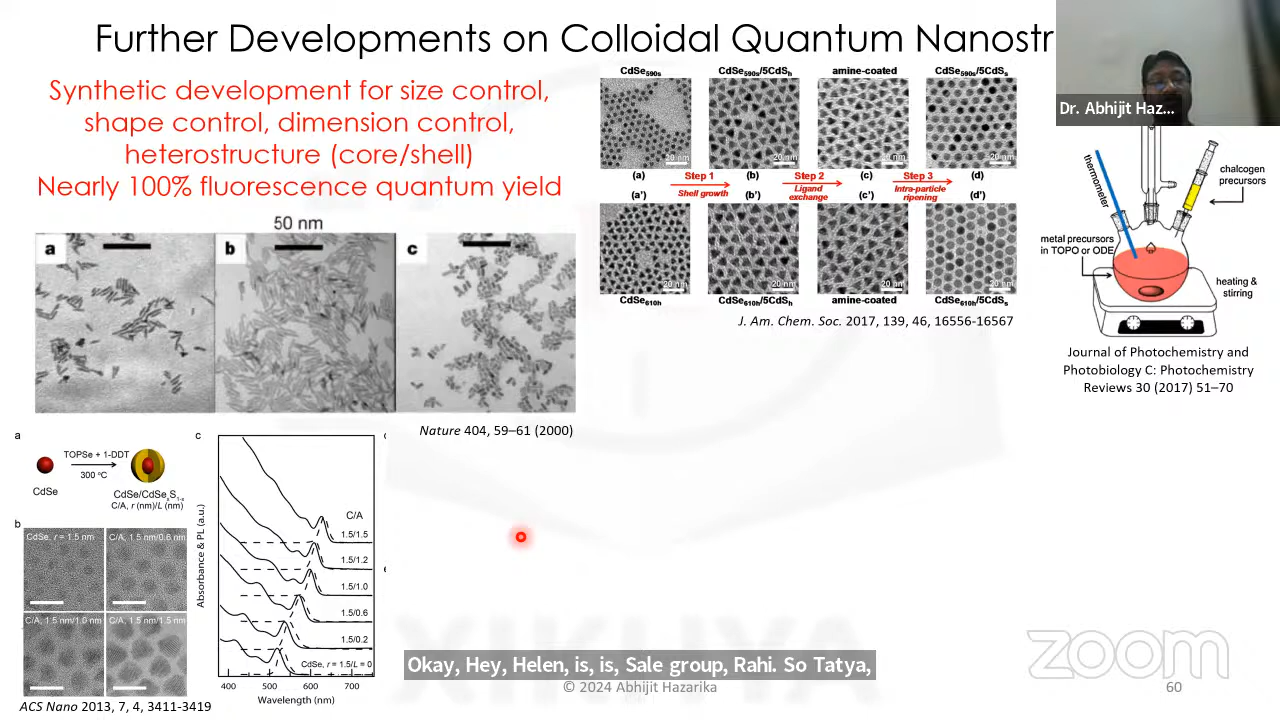 Further Developments on Colloidal Quantum Nanostr
Dr. Abhijit Haz...
Synthetic development for size control,
shape control, dimension control,
heterostructure (core/shell)
Nearly 100% fluorescence quantum yield
50 nm
a
b
c
Nature 404, 59–61 (2000)
CdSe590s
CdSe590s/5CdSh
amine-coated
CdSe590s/5CdSs
20 nm
20 nm
20 nm
20 nm
(a)
Step 1
(b)
Step 2
(c)
Step 3
(d)
(a')
Shell growth
(b')
Ligand
exchange
(c')
Intra-particle
ripening
(d')
20 nm
20 nm
20 nm
20 nm
CdSe610h
CdSe610h/5CdSh
amine-coated
CdSe610h/5CdSs
J. Am. Chem. Soc. 2017, 139, 46, 16556-16567
thermometer
chalcogen
precursors
metal precursors
in TOPO or ODE
heating &
stirring
Journal of Photochemistry and
Photobiology C: Photochemistry
Reviews 30 (2017) 51–70
a
TOPSe + 1-DDT
300 °C
CdSe
CdSe/CdSexS1-x
C/A, r (nm)/L (nm)
b
CdSe, r = 1.5 nm
C/A, 1.5 nm/0.6 nm
C/A, 1.5 nm/1.0 nm
C/A, 1.5 nm/1.5 nm
c
Absorbance & PL (a.u.)
C/A
1.5/1.5
1.5/1.2
1.5/1.0
1.5/0.6
1.5/0.2
CdSe, r = 1.5/L = 0
400 500 600 700
Wavelength (nm)
ACS Nano 2013, 7, 4, 3411-3419
XIKHYA
Okay, Hey, Helen, is, is, Sale group, Rahi. So Tatya,
© 2024 Abhijit Hazarika
zoom
60